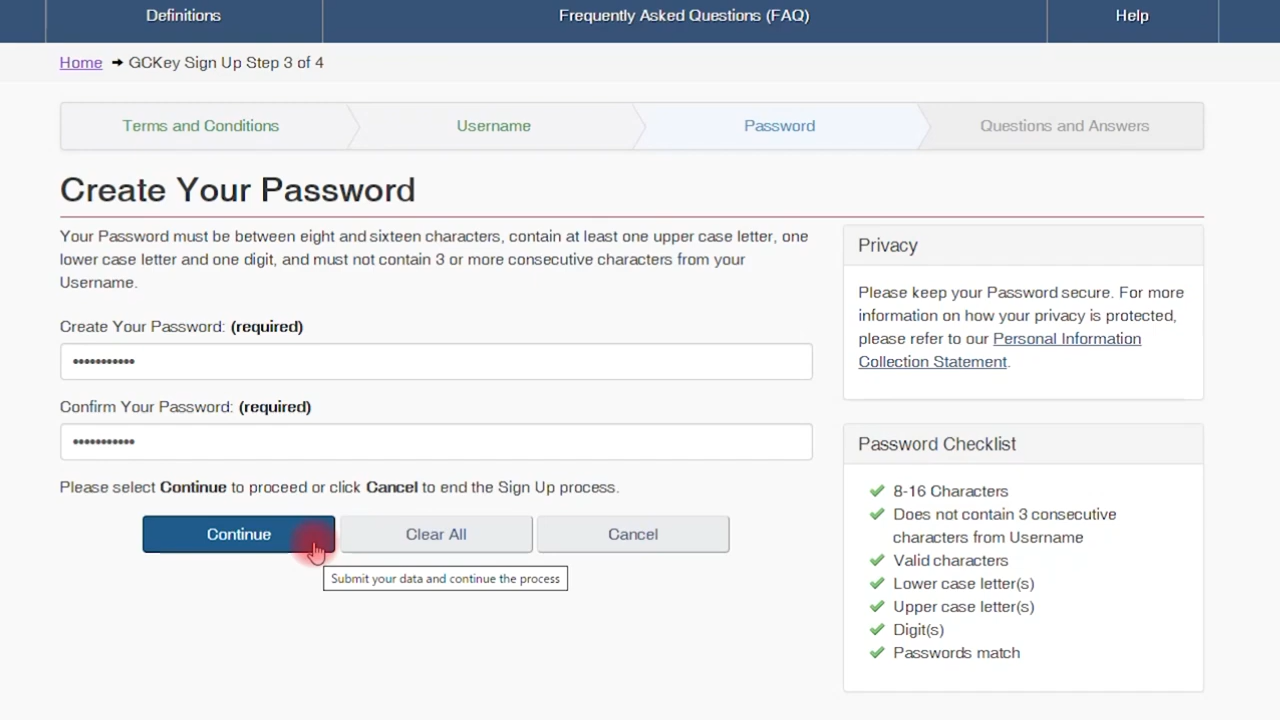 Definitions
Frequently Asked Questions (FAQ)
Help
Home ➞ GCKey Sign Up Step 3 of 4
Terms and Conditions
Username
Password
Questions and Answers
Create Your Password
Your Password must be between eight and sixteen characters, contain at least one upper case letter, one
lower case letter and one digit, and must not contain 3 or more consecutive characters from your
Username.
Create Your Password: (required)
•••••••••••
Confirm Your Password: (required)
•••••••••••
Please select Continue to proceed or click Cancel to end the Sign Up process.
Continue
Clear All
Cancel
Submit your data and continue the process
Privacy
Please keep your Password secure. For more
information on how your privacy is protected,
please refer to our Personal Information
Collection Statement.
Password Checklist
8-16 Characters
Does not contain 3 consecutive
characters from Username
Valid characters
Lower case letter(s)
Upper case letter(s)
Digit(s)
Passwords match